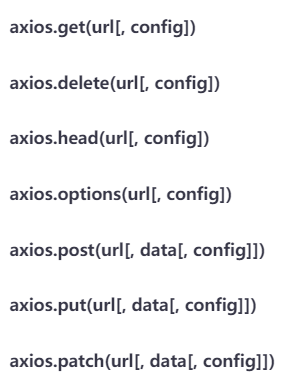 axios.get(url[, config])
axios.delete(url[, config])
axios.head(url[, config])
axios.options(url[, config])
axios.post(url[, data[, config]])
axios.put(url[, data[, config]])
axios.patch(url[, data[, config]])